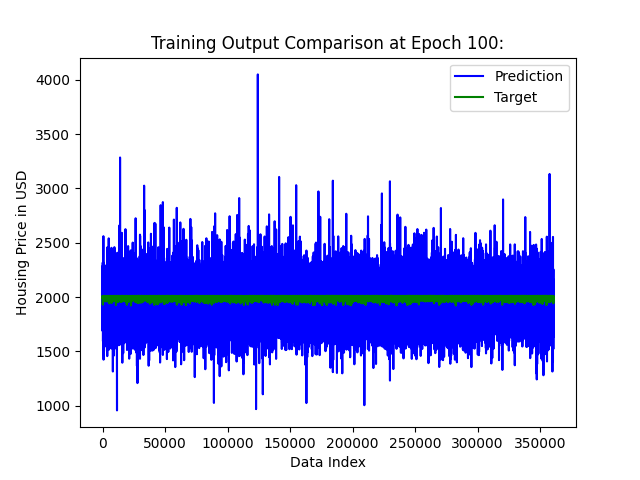 Training Output Comparison at Epoch 100:
Prediction
Target
Housing Price in USD
4000
3500
3000
2500
2000
1500
1000
0 50000 100000 150000 200000 250000 300000 350000
Data Index